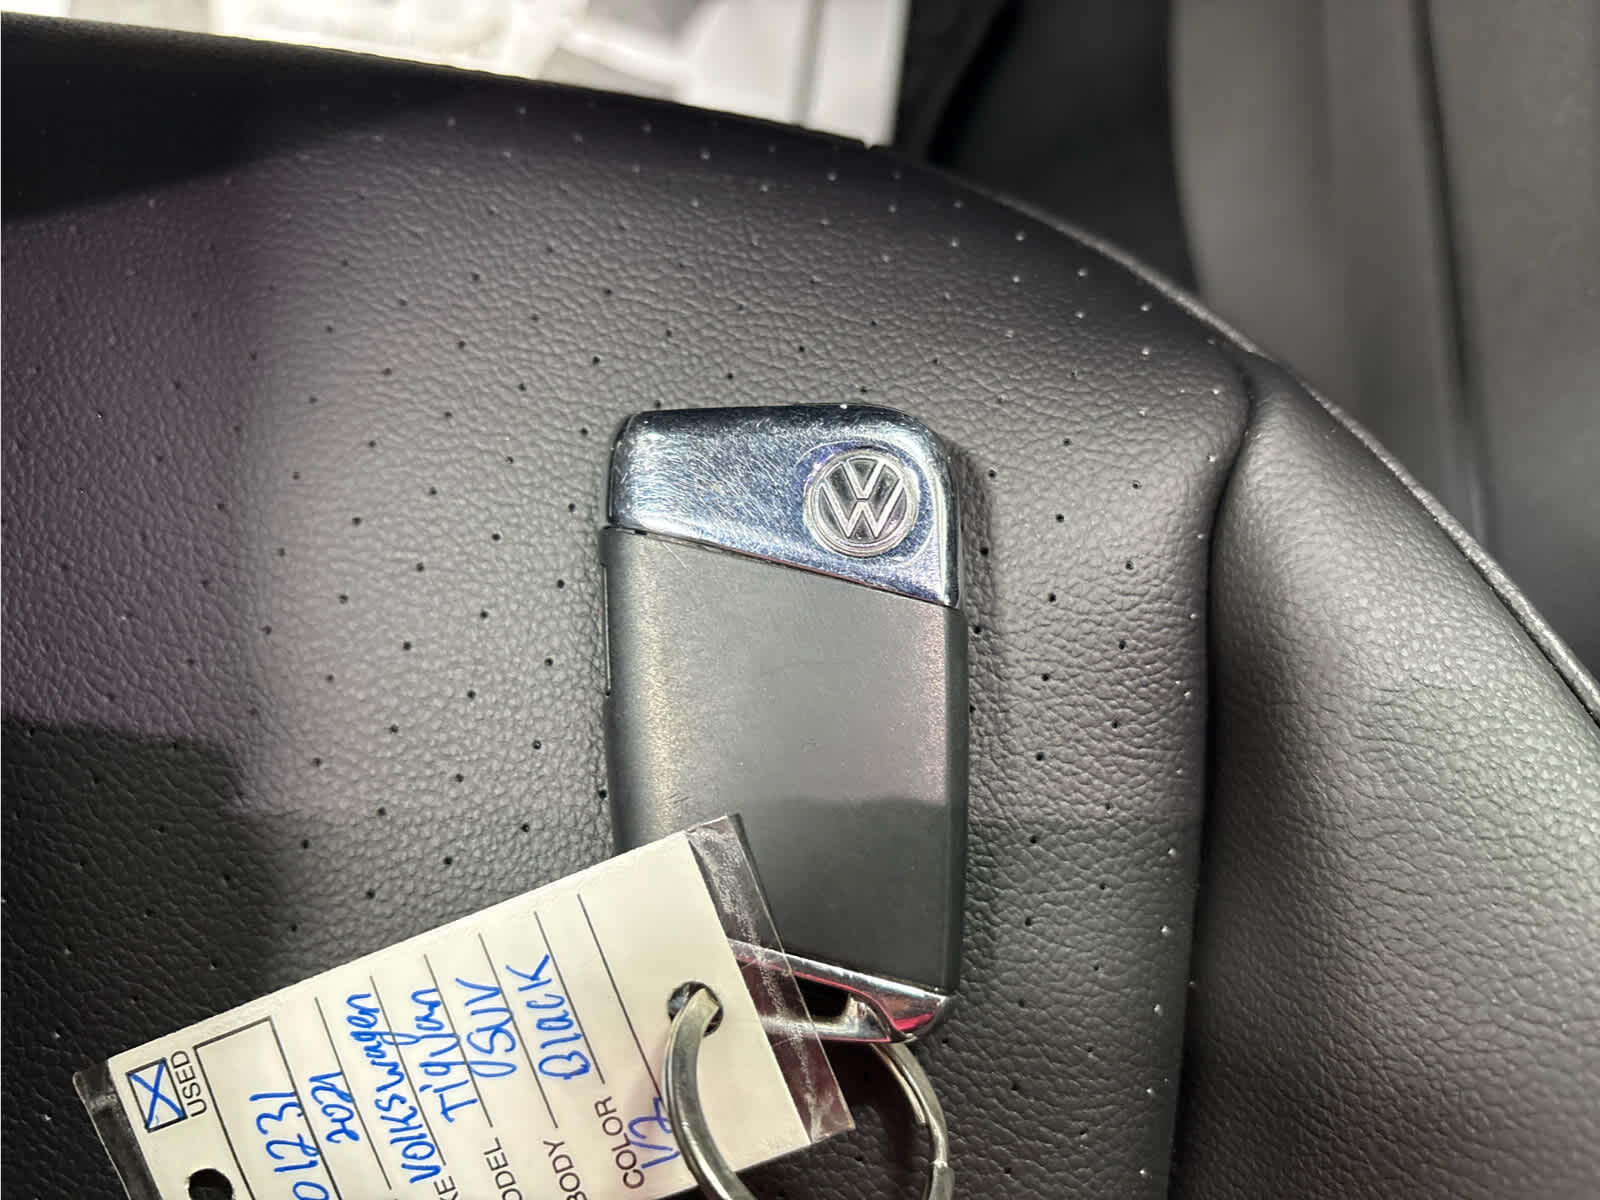 USED
01231
2021
KE Volkswagen
ODEL Tiguan
BODY SUV
COLOR Black
1/2